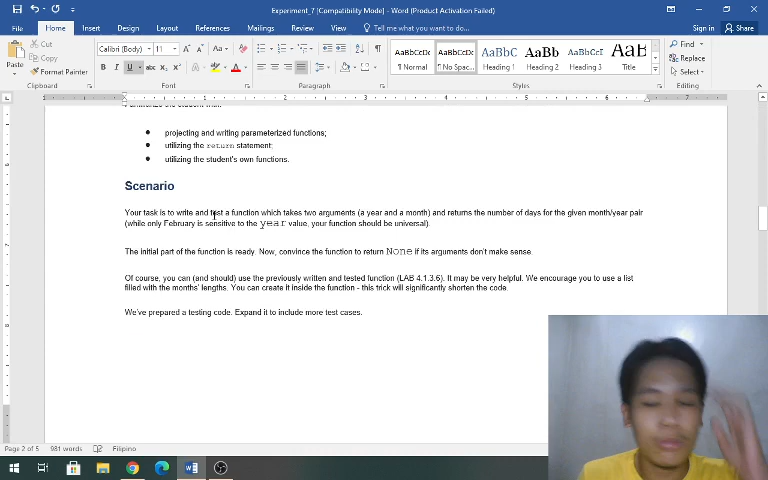 Experiment_7 [Compatibility Mode] - Word (Product Activation Failed)
File Home Insert Design Layout References Mailings Review View Tell me what you want to do... Sign in Share
Paste Cut Copy Format Painter
Calibri (Body) 11
AaBbCcDc AaBbCcDc AaBbC AaBb AaBbCcI AaB
¶ Normal ¶ No Spac... Heading 1 Heading 2 Heading 3 Title
Find Replace Select
Clipboard Font Paragraph Styles Editing
● projecting and writing parameterized functions;
● utilizing the return statement;
● utilizing the student's own functions.
Scenario
Your task is to write and test a function which takes two arguments (a year and a month) and returns the number of days for the given month/year pair
(while only February is sensitive to the year value, your function should be universal).
The initial part of the function is ready. Now, convince the function to return None if its arguments don't make sense.
Of course, you can (and should) use the previously written and tested function (LAB 4.1.3.6). It may be very helpful. We encourage you to use a list
filled with the months' lengths. You can create it inside the function - this trick will significantly shorten the code.
We've prepared a testing code. Expand it to include more test cases.
Page 2 of 5 981 words Filipino